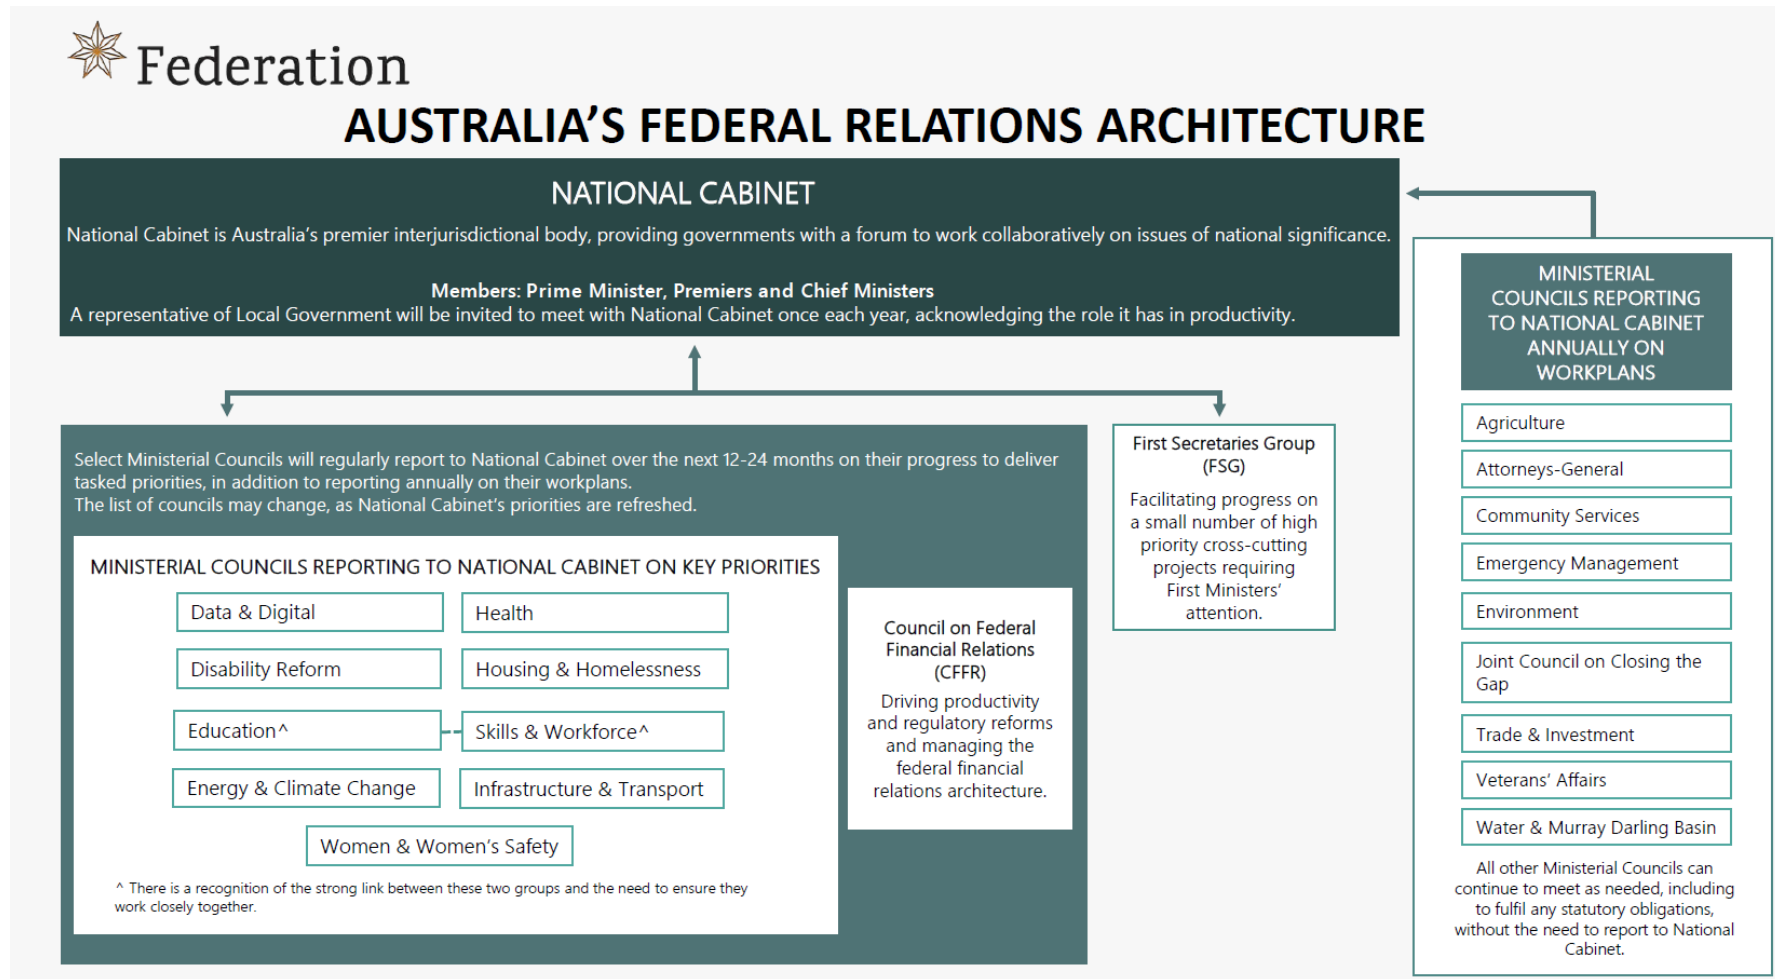 Federation
AUSTRALIA'S FEDERAL RELATIONS ARCHITECTURE
NATIONAL CABINET
National Cabinet is Australia's premier interjurisdictional body, providing governments with a forum to work collaboratively on issues of national significance.
Members: Prime Minister, Premiers and Chief Ministers
A representative of Local Government will be invited to meet with National Cabinet once each year, acknowledging the role it has in productivity.
Select Ministerial Councils will regularly report to National Cabinet over the next 12-24 months on their progress to deliver
tasked priorities, in addition to reporting annually on their workplans.
The list of councils may change, as National Cabinet's priorities are refreshed.
MINISTERIAL COUNCILS REPORTING TO NATIONAL CABINET ON KEY PRIORITIES
Data & Digital
Health
Disability Reform
Housing & Homelessness
Education^
Skills & Workforce^
Energy & Climate Change
Infrastructure & Transport
Women & Women's Safety
^ There is a recognition of the strong link between these two groups and the need to ensure they
work closely together.
Council on Federal
Financial Relations
(CFFR)
Driving productivity
and regulatory reforms
and managing the
federal financial
relations architecture.
First Secretaries Group
(FSG)
Facilitating progress on
a small number of high
priority cross-cutting
projects requiring
First Ministers'
attention.
MINISTERIAL
COUNCILS REPORTING
TO NATIONAL CABINET
ANNUALLY ON
WORKPLANS
Agriculture
Attorneys-General
Community Services
Emergency Management
Environment
Joint Council on Closing the
Gap
Trade & Investment
Veterans' Affairs
Water & Murray Darling Basin
All other Ministerial Councils can
continue to meet as needed, including
to fulfil any statutory obligations,
without the need to report to National
Cabinet.